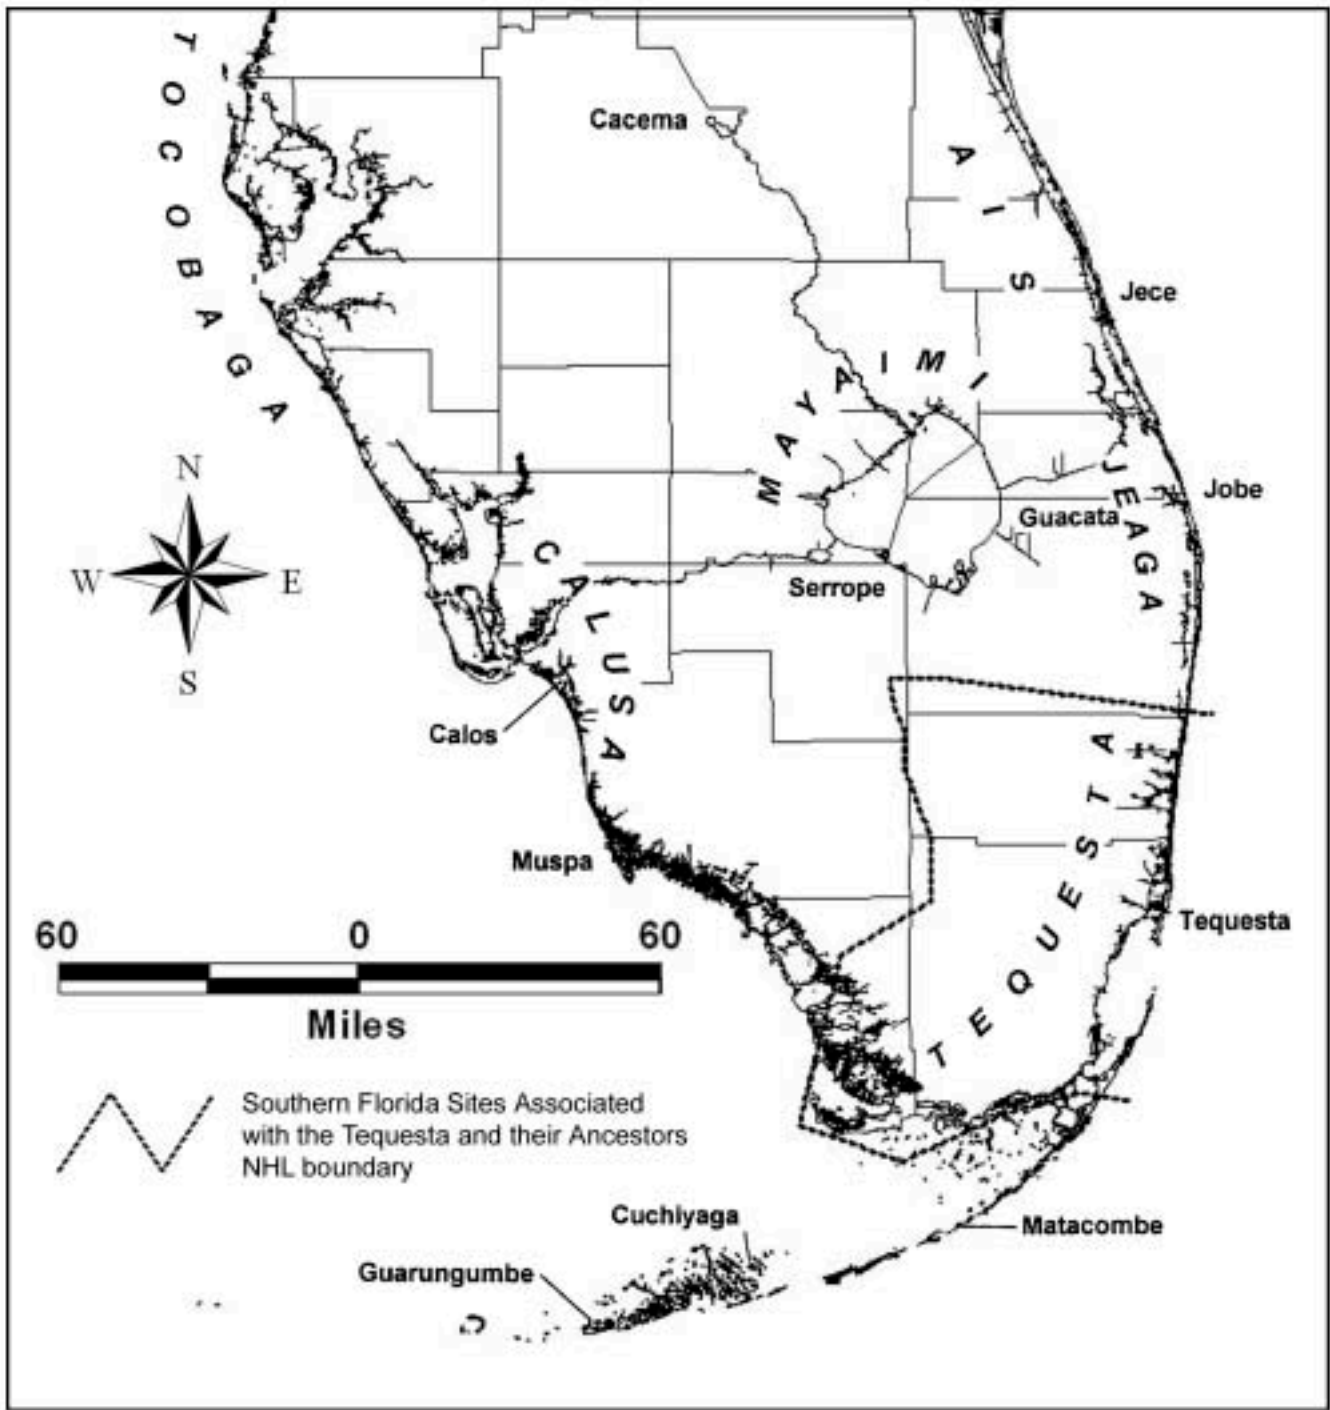 TOCOBAGA
Cacema
AIS
Jece
MAYAIMI
JEAGA
Jobe
Guacata
Serrope
N
W E
S
CALUSA
Calos
TEQUESTA
Muspa
Tequesta
60 0 60
Miles
Southern Florida Sites Associated
with the Tequesta and their Ancestors
NHL boundary
Cuchiyaga
Matacombe
Guarungumbe